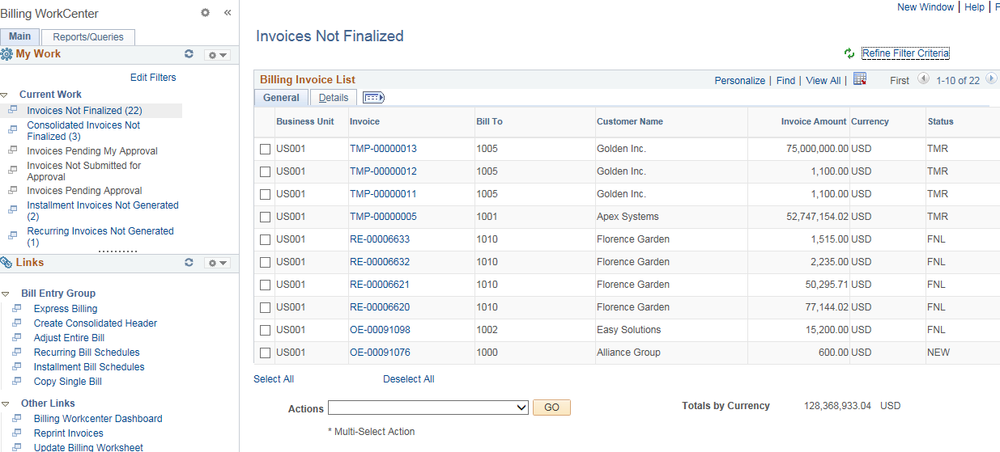 Billing WorkCenter
Main Reports/Queries
My Work
Edit Filters
Current Work
Invoices Not Finalized (22)
Consolidated Invoices Not
Finalized (3)
Invoices Pending My Approval
Invoices Not Submitted for
Approval
Invoices Pending Approval
Installment Invoices Not Generated
(2)
Recurring Invoices Not Generated
(1)
Links
Bill Entry Group
Express Billing
Create Consolidated Header
Adjust Entire Bill
Recurring Bill Schedules
Installment Bill Schedules
Copy Single Bill
Other Links
Billing Workcenter Dashboard
Reprint Invoices
Update Billing Worksheet
New Window | Help | F
Invoices Not Finalized
Refine Filter Criteria
Billing Invoice List Personalize | Find | View All | First 1-10 of 22
General Details
Business Unit Invoice Bill To Customer Name Invoice Amount Currency Status
US001 TMP-00000013 1005 Golden Inc. 75,000,000.00 USD TMR
US001 TMP-00000012 1005 Golden Inc. 1,100.00 USD TMR
US001 TMP-00000011 1005 Golden Inc. 1,100.00 USD TMR
US001 TMP-00000005 1001 Apex Systems 52,747,154.02 USD TMR
US001 RE-00006633 1010 Florence Garden 1,515.00 USD FNL
US001 RE-00006632 1010 Florence Garden 2,235.00 USD FNL
US001 RE-00006621 1010 Florence Garden 50,295.71 USD FNL
US001 RE-00006620 1010 Florence Garden 77,144.02 USD FNL
US001 OE-00091098 1002 Easy Solutions 15,200.00 USD FNL
US001 OE-00091076 1000 Alliance Group 600.00 USD NEW
Select All Deselect All
Actions GO Totals by Currency 128,368,933.04 USD
* Multi-Select Action